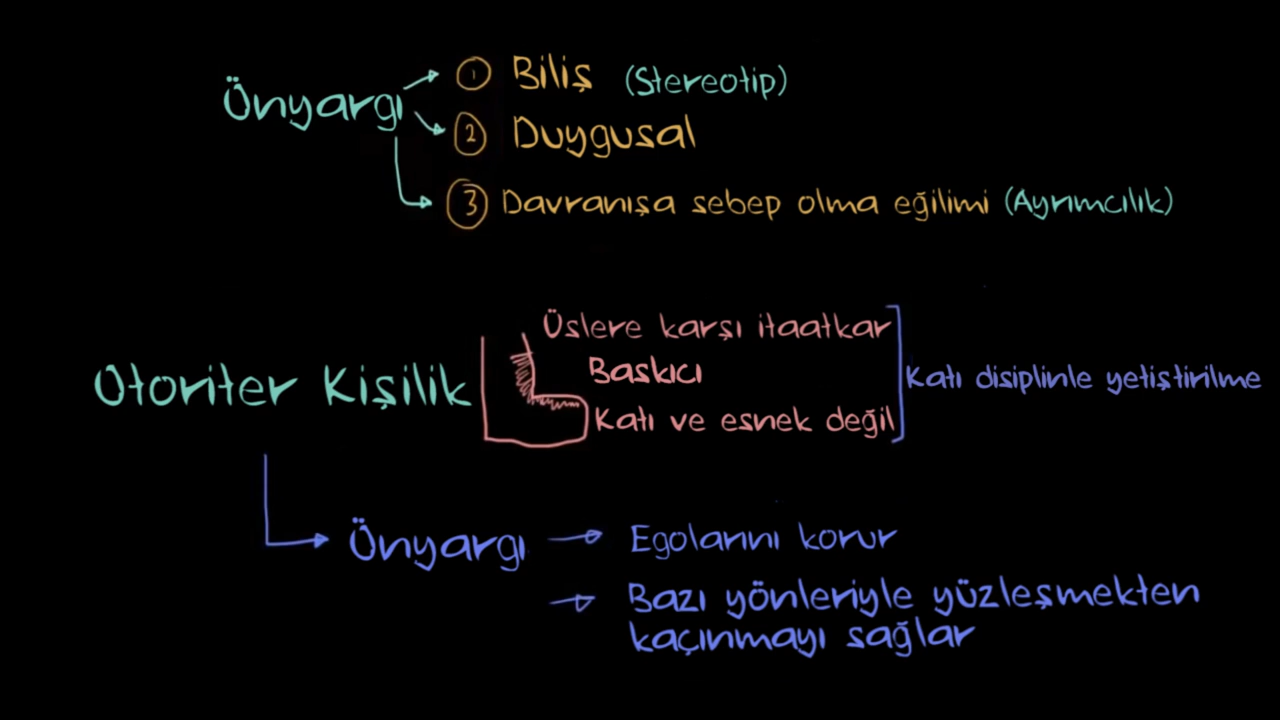 Önyargı
① Biliş (Stereotip)
② Duygusal
③ Davranışa sebep olma eğilimi (Ayrımcılık)
Otoriter Kişilik
Üslere karşı itaatkar
Baskıcı
Katı ve esnek değil
Katı disiplinle yetiştirilme
Önyargı
Egolarını korur
Bazı yönleriyle yüzleşmekten
kaçınmayı sağlar